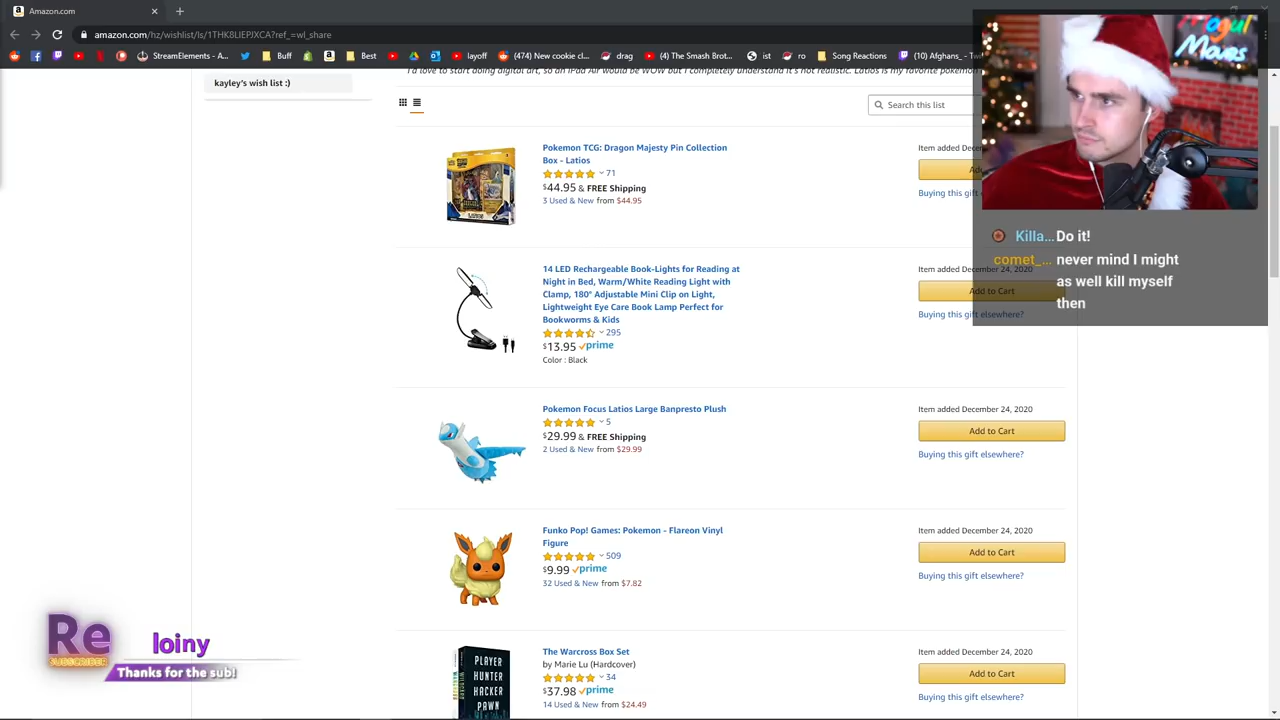 Amazon.com
amazon.com/hz/wishlist/ls/1THK8LIEPJXCA?ref_=wl_share
StreamElements - A...
Buff
Best
layoff
(474) New cookie cl...
drag
(4) The Smash Brot...
ist
ro
Song Reactions
(10) Afghans_ - Twit
kayley's wish list :)
I'd love to start doing digital art, so an iPad Air would be WOW but I completely understand it's not realistic. Latios is my favorite pokemon
Search this list
Pokemon TCG: Dragon Majesty Pin Collection
Box - Latios
71
$44.95 & FREE Shipping
3 Used & New from $44.95
Item added Decem
Ad
Buying this gift
14 LED Rechargeable Book-Lights for Reading at
Night in Bed, Warm/White Reading Light with
Clamp, 180° Adjustable Mini Clip on Light,
Lightweight Eye Care Book Lamp Perfect for
Bookworms & Kids
295
$13.95 prime
Color : Black
Item added December 24, 2020
Add to Cart
Buying this gift elsewhere?
Pokemon Focus Latios Large Banpresto Plush
5
$29.99 & FREE Shipping
2 Used & New from $29.99
Item added December 24, 2020
Add to Cart
Buying this gift elsewhere?
Funko Pop! Games: Pokemon - Flareon Vinyl
Figure
509
$9.99 prime
32 Used & New from $7.82
Item added December 24, 2020
Add to Cart
Buying this gift elsewhere?
The Warcross Box Set
by Marie Lu (Hardcover)
34
$37.98 prime
14 Used & New from $24.49
Item added December 24, 2020
Add to Cart
Buying this gift elsewhere?
PLAYER
HUNTER
HACKER
PAWN
Mogul
Moves
Killa... Do it!
comet_... never mind I might
as well kill myself
then
Re
SUBSCRIBER
loiny
Thanks for the sub!